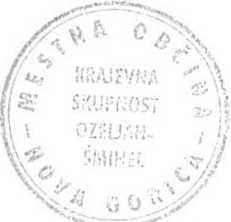 MESTNA OBČINA
NOVA GORICA
KRAJEVNA
SKUPNOST
OZELJAN-
ŠMIHEL